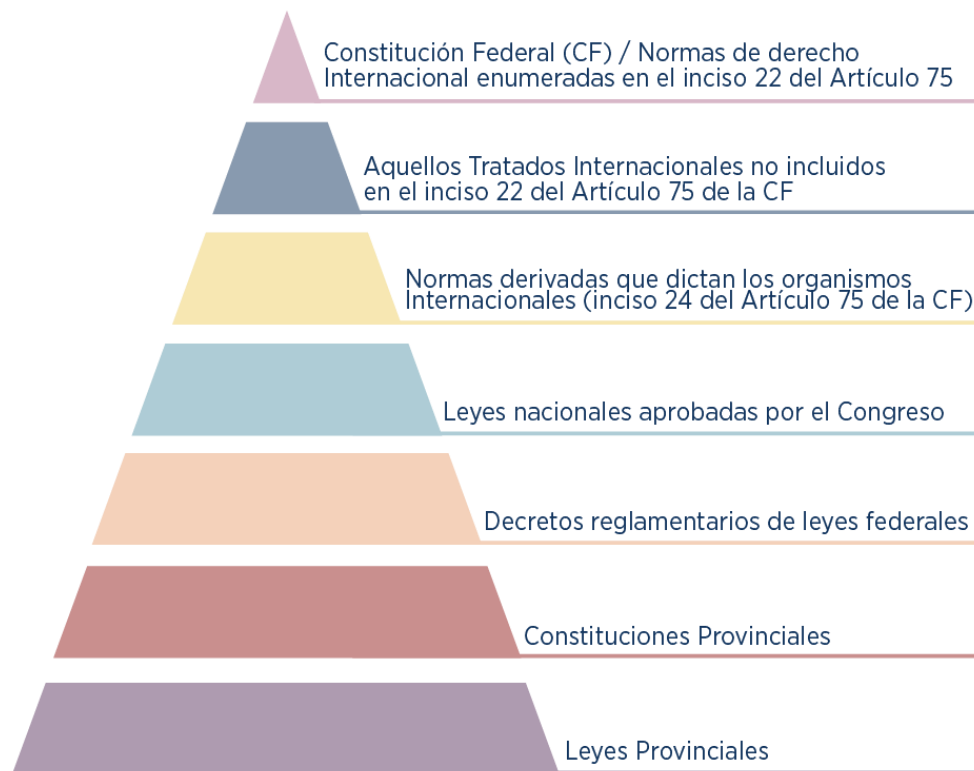 Constitución Federal (CF) / Normas de derecho
Internacional enumeradas en el inciso 22 del Artículo 75
Aquellos Tratados Internacionales no incluidos
en el inciso 22 del Artículo 75 de la CF
Normas derivadas que dictan los organismos
Internacionales (inciso 24 del Artículo 75 de la CF)
Leyes nacionales aprobadas por el Congreso
Decretos reglamentarios de leyes federales
Constituciones Provinciales
Leyes Provinciales